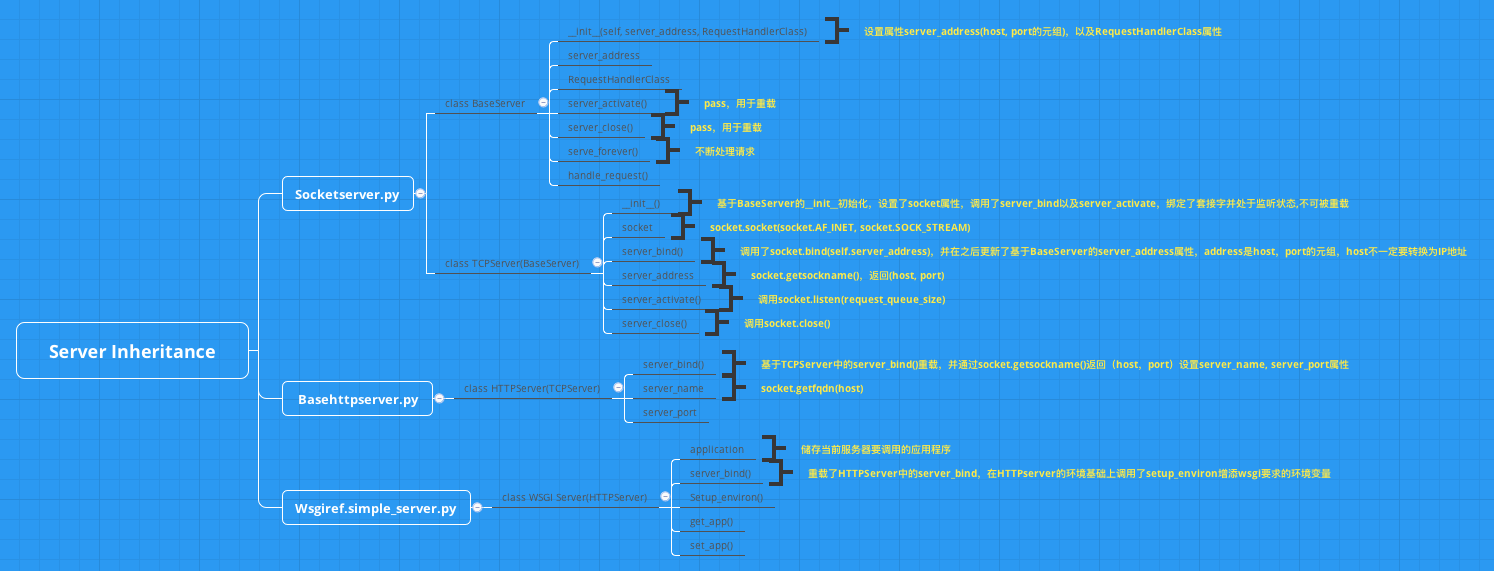 Server Inheritance
Socketserver.py
class BaseServer
__init__(self, server_address, RequestHandlerClass)
设置属性server_address(host, port的元组)，以及RequestHandlerClass属性
server_address
RequestHandlerClass
server_activate()
pass，用于重载
server_close()
pass，用于重载
serve_forever()
不断处理请求
handle_request()
class TCPServer(BaseServer)
__init__()
基于BaseServer的__init__初始化，设置了socket属性，调用了server_bind以及server_activate，绑定了套接字并处于监听状态,不可被重载
socket
socket.socket(socket.AF_INET, socket.SOCK_STREAM)
server_bind()
调用了socket.bind(self.server_address)，并在之后更新了基于BaseServer的server_address属性，address是host，port的元组，host不一定要转换为IP地址
server_address
socket.getsockname()，返回(host, port)
server_activate()
调用socket.listen(request_queue_size)
server_close()
调用socket.close()
Basehttpserver.py
class HTTPServer(TCPServer)
server_bind()
基于TCPServer中的server_bind()重载，并通过socket.getsockname()返回（host，port）设置server_name, server_port属性
server_name
socket.getfqdn(host)
server_port
Wsgiref.simple_server.py
class WSGI Server(HTTPServer)
application
储存当前服务器要调用的应用程序
server_bind()
重载了HTTPServer中的server_bind，在HTTPserver的环境基础上调用了setup_environ增添wsgi要求的环境变量
Setup_environ()
get_app()
set_app()